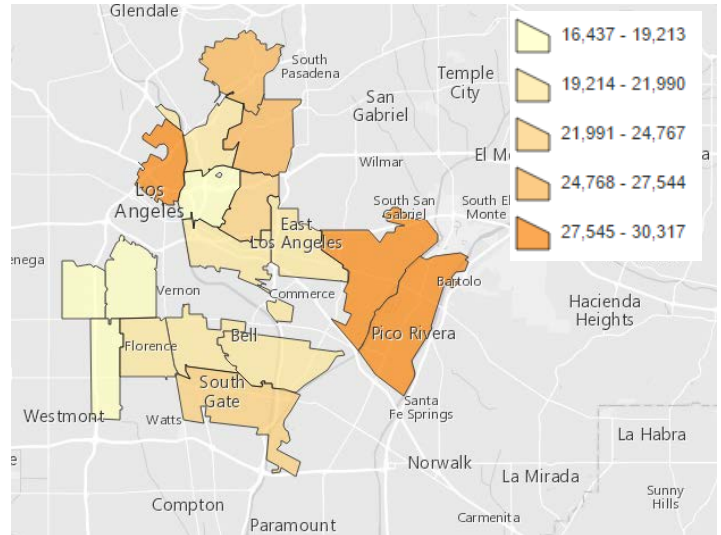 Glendale
South
Pasadena
Temple
City
San
Gabriel
Wilmar
El M
Los
Angeles
South San
Gabriel
South El
Monte
East
Los Angeles
enega
Vernon
Commerce
Bartolo
Hacienda
Heights
Florence
Bell
Pico Rivera
South
Gate
Westmont
Watts
Santa
Fe Springs
La Habra
e
Norwalk
La Mirada
Compton
Sunny
Hills
Paramount
Carmenita
16,437 - 19,213
19,214 - 21,990
21,991 - 24,767
24,768 - 27,544
27,545 - 30,317
a